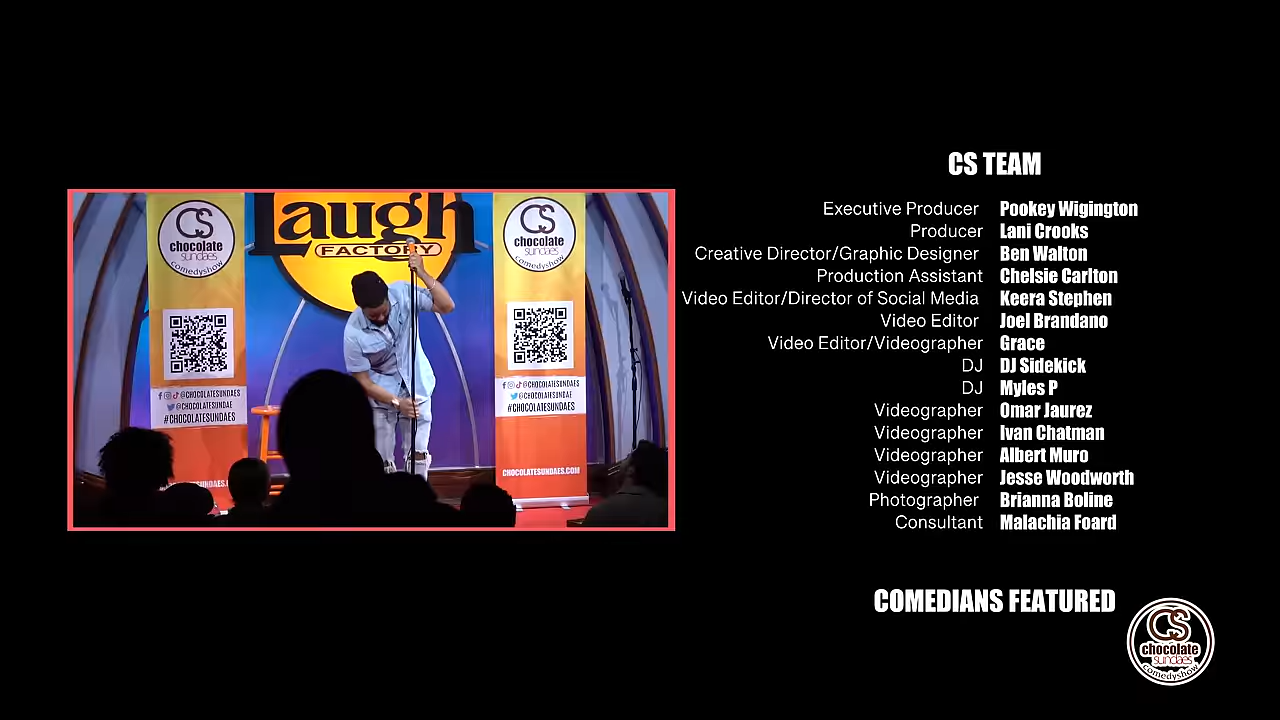 CS TEAM
Executive Producer Pookey Wigington
Producer Lani Crooks
Creative Director/Graphic Designer Ben Walton
Production Assistant Chelsie Carlton
Video Editor/Director of Social Media Keera Stephen
Video Editor Joel Brandano
Video Editor/Videographer Grace
DJ DJ Sidekick
DJ Myles P
Videographer Omar Jaurez
Videographer Ivan Chatman
Videographer Albert Muro
Videographer Jesse Woodworth
Photographer Brianna Boline
Consultant Malachia Foard
COMEDIANS FEATURED
CS
chocolate
sundaes
comedyshow
Laugh
FACTORY
CS
chocolate
sundaes
comedyshow
@CHOCOLATESUNDAES
@CHOCOLATESUNDAE
#CHOCOLATESUNDAES
CS
chocolate
sundaes
comedyshow
@CHOCOLATESUNDAES
@CHOCOLATESUNDAE
#CHOCOLATESUNDAES
CHOCOLATESUNDAES.COM